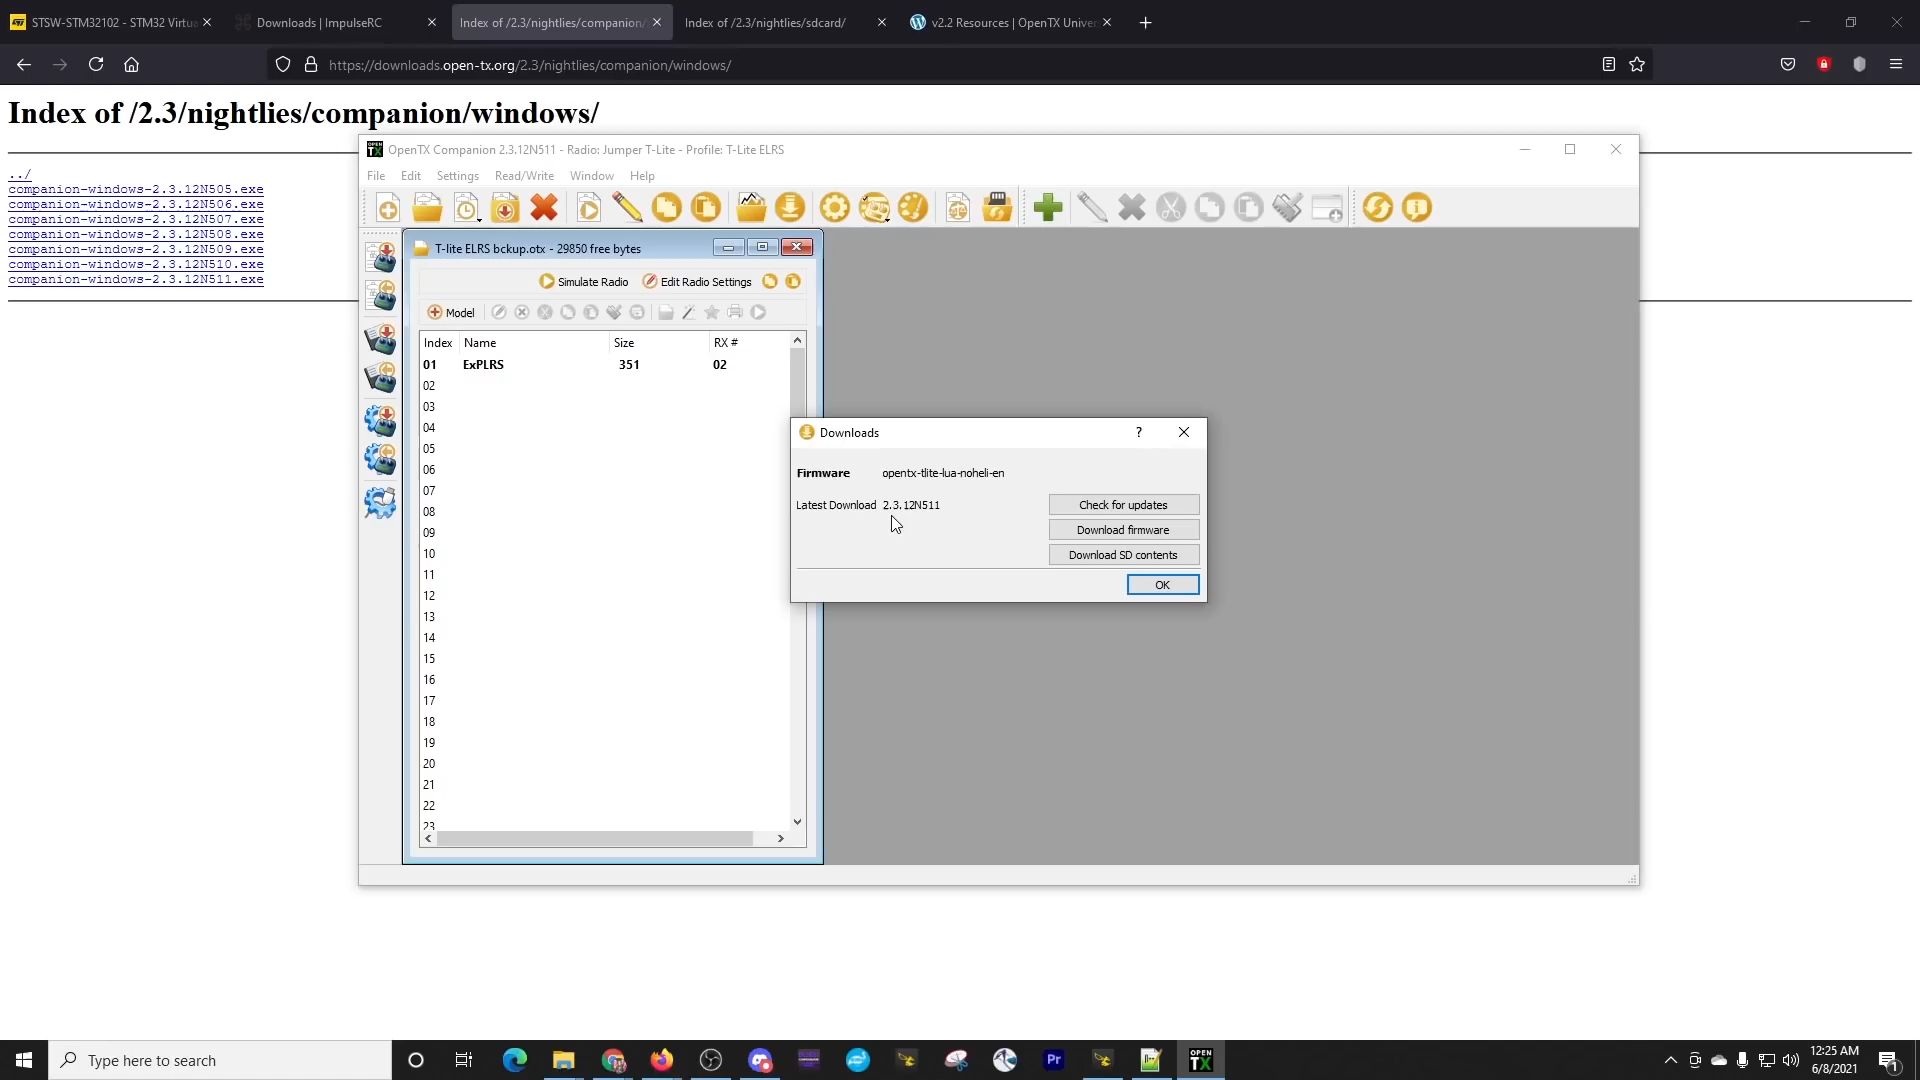 STSW-STM32102 - STM32 Virtua
Downloads | ImpulseRC
Index of /2.3/nightlies/companion/
Index of /2.3/nightlies/sdcard/
v2.2 Resources | OpenTX Univer
https://downloads.open-tx.org/2.3/nightlies/companion/windows/
Index of /2.3/nightlies/companion/windows/
../
companion-windows-2.3.12N505.exe
companion-windows-2.3.12N506.exe
companion-windows-2.3.12N507.exe
companion-windows-2.3.12N508.exe
companion-windows-2.3.12N509.exe
companion-windows-2.3.12N510.exe
companion-windows-2.3.12N511.exe
OpenTX Companion 2.3.12N511 - Radio: Jumper T-Lite - Profile: T-Lite ELRS
File Edit Settings Read/Write Window Help
T-lite ELRS bckup.otx - 29850 free bytes
Simulate Radio Edit Radio Settings
Model
Index Name Size RX #
01 ExPLRS 351 02
02
03
04
05
06
07
08
09
10
11
12
13
14
15
16
17
18
19
20
21
22
23
Downloads
?
Firmware opentx-tlite-lua-noheli-en
Latest Download 2.3.12N511
Check for updates
Download firmware
Download SD contents
OK
Type here to search
Pr
OPEN
TX
12:25 AM
6/8/2021
1